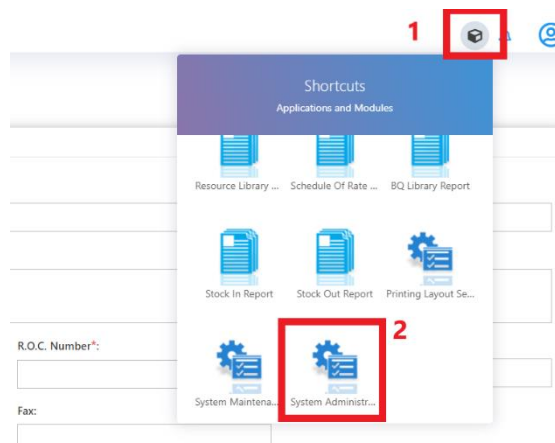 1
Shortcuts
Applications and Modules
Resource Library ... Schedule Of Rate ... BQ Library Report
Stock In Report Stock Out Report Printing Layout Se...
2
R.O.C. Number*:
System Maintena... System Administr...
Fax: